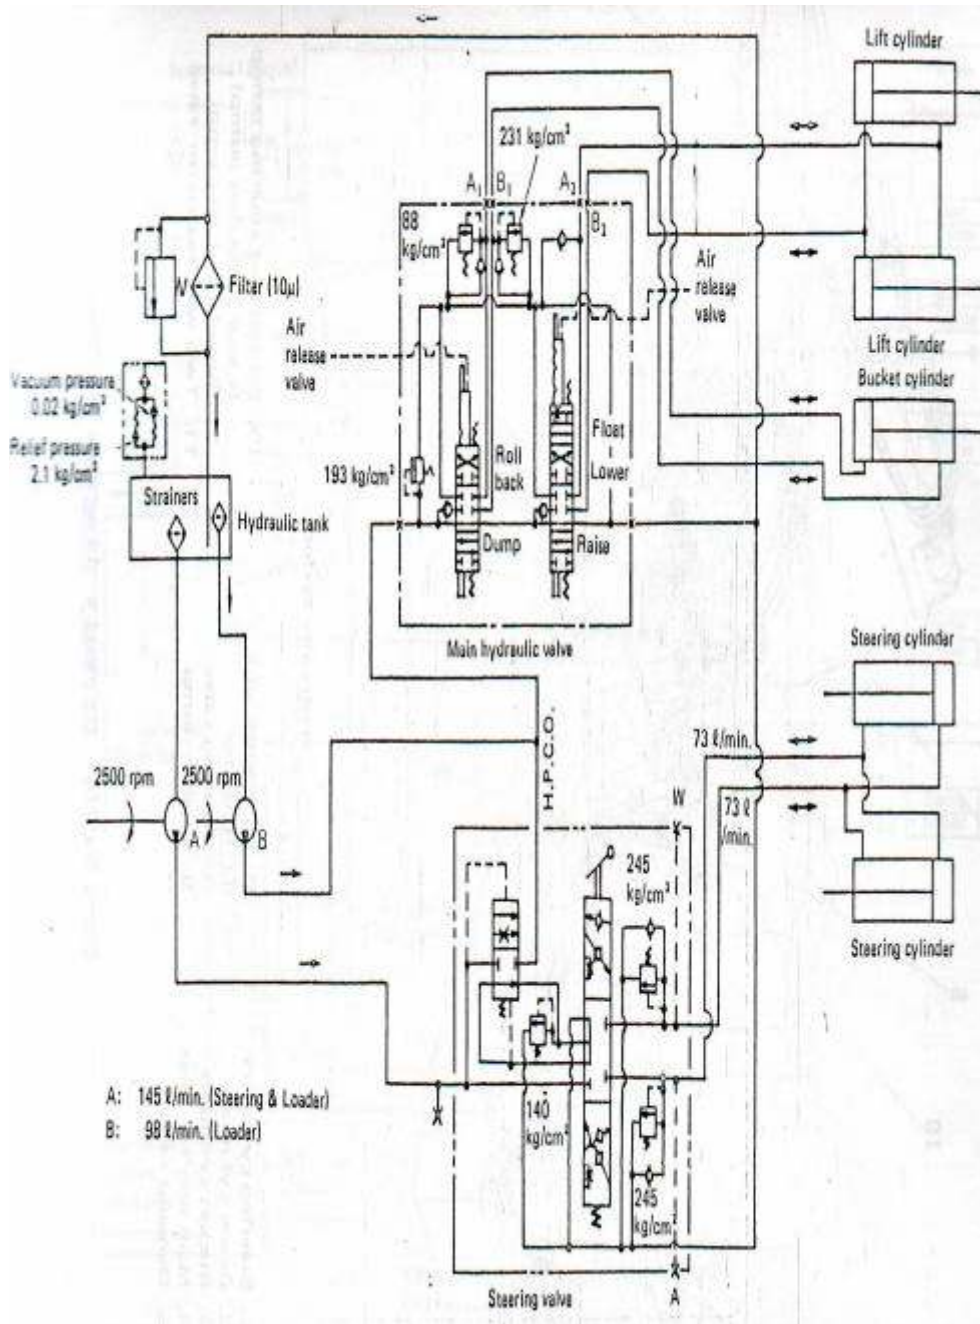 Lift cylinder
231 kg/cm²
A₁ B₁ A₂
88
kg/cm²
B₂
Air
release
valve
Filter (10μ)
Air
release
valve
Lift cylinder
Bucket cylinder
Vacuum pressure
0.02 kg/cm²
Relief pressure
2.1 kg/cm²
Float
Roll
back
Lower
193 kg/cm²
Strainers
Hydraulic tank
Dump
Raise
Main hydraulic valve
Steering cylinder
H.P.C.O.
73 ℓ/min.
2500 rpm
2500 rpm
W
73 ℓ
/min.
A
B
245
kg/cm²
Steering cylinder
A: 145 ℓ/min. (Steering & Loader)
B: 98 ℓ/min. (Loader)
140
kg/cm²
245
kg/cm²
Steering valve
A